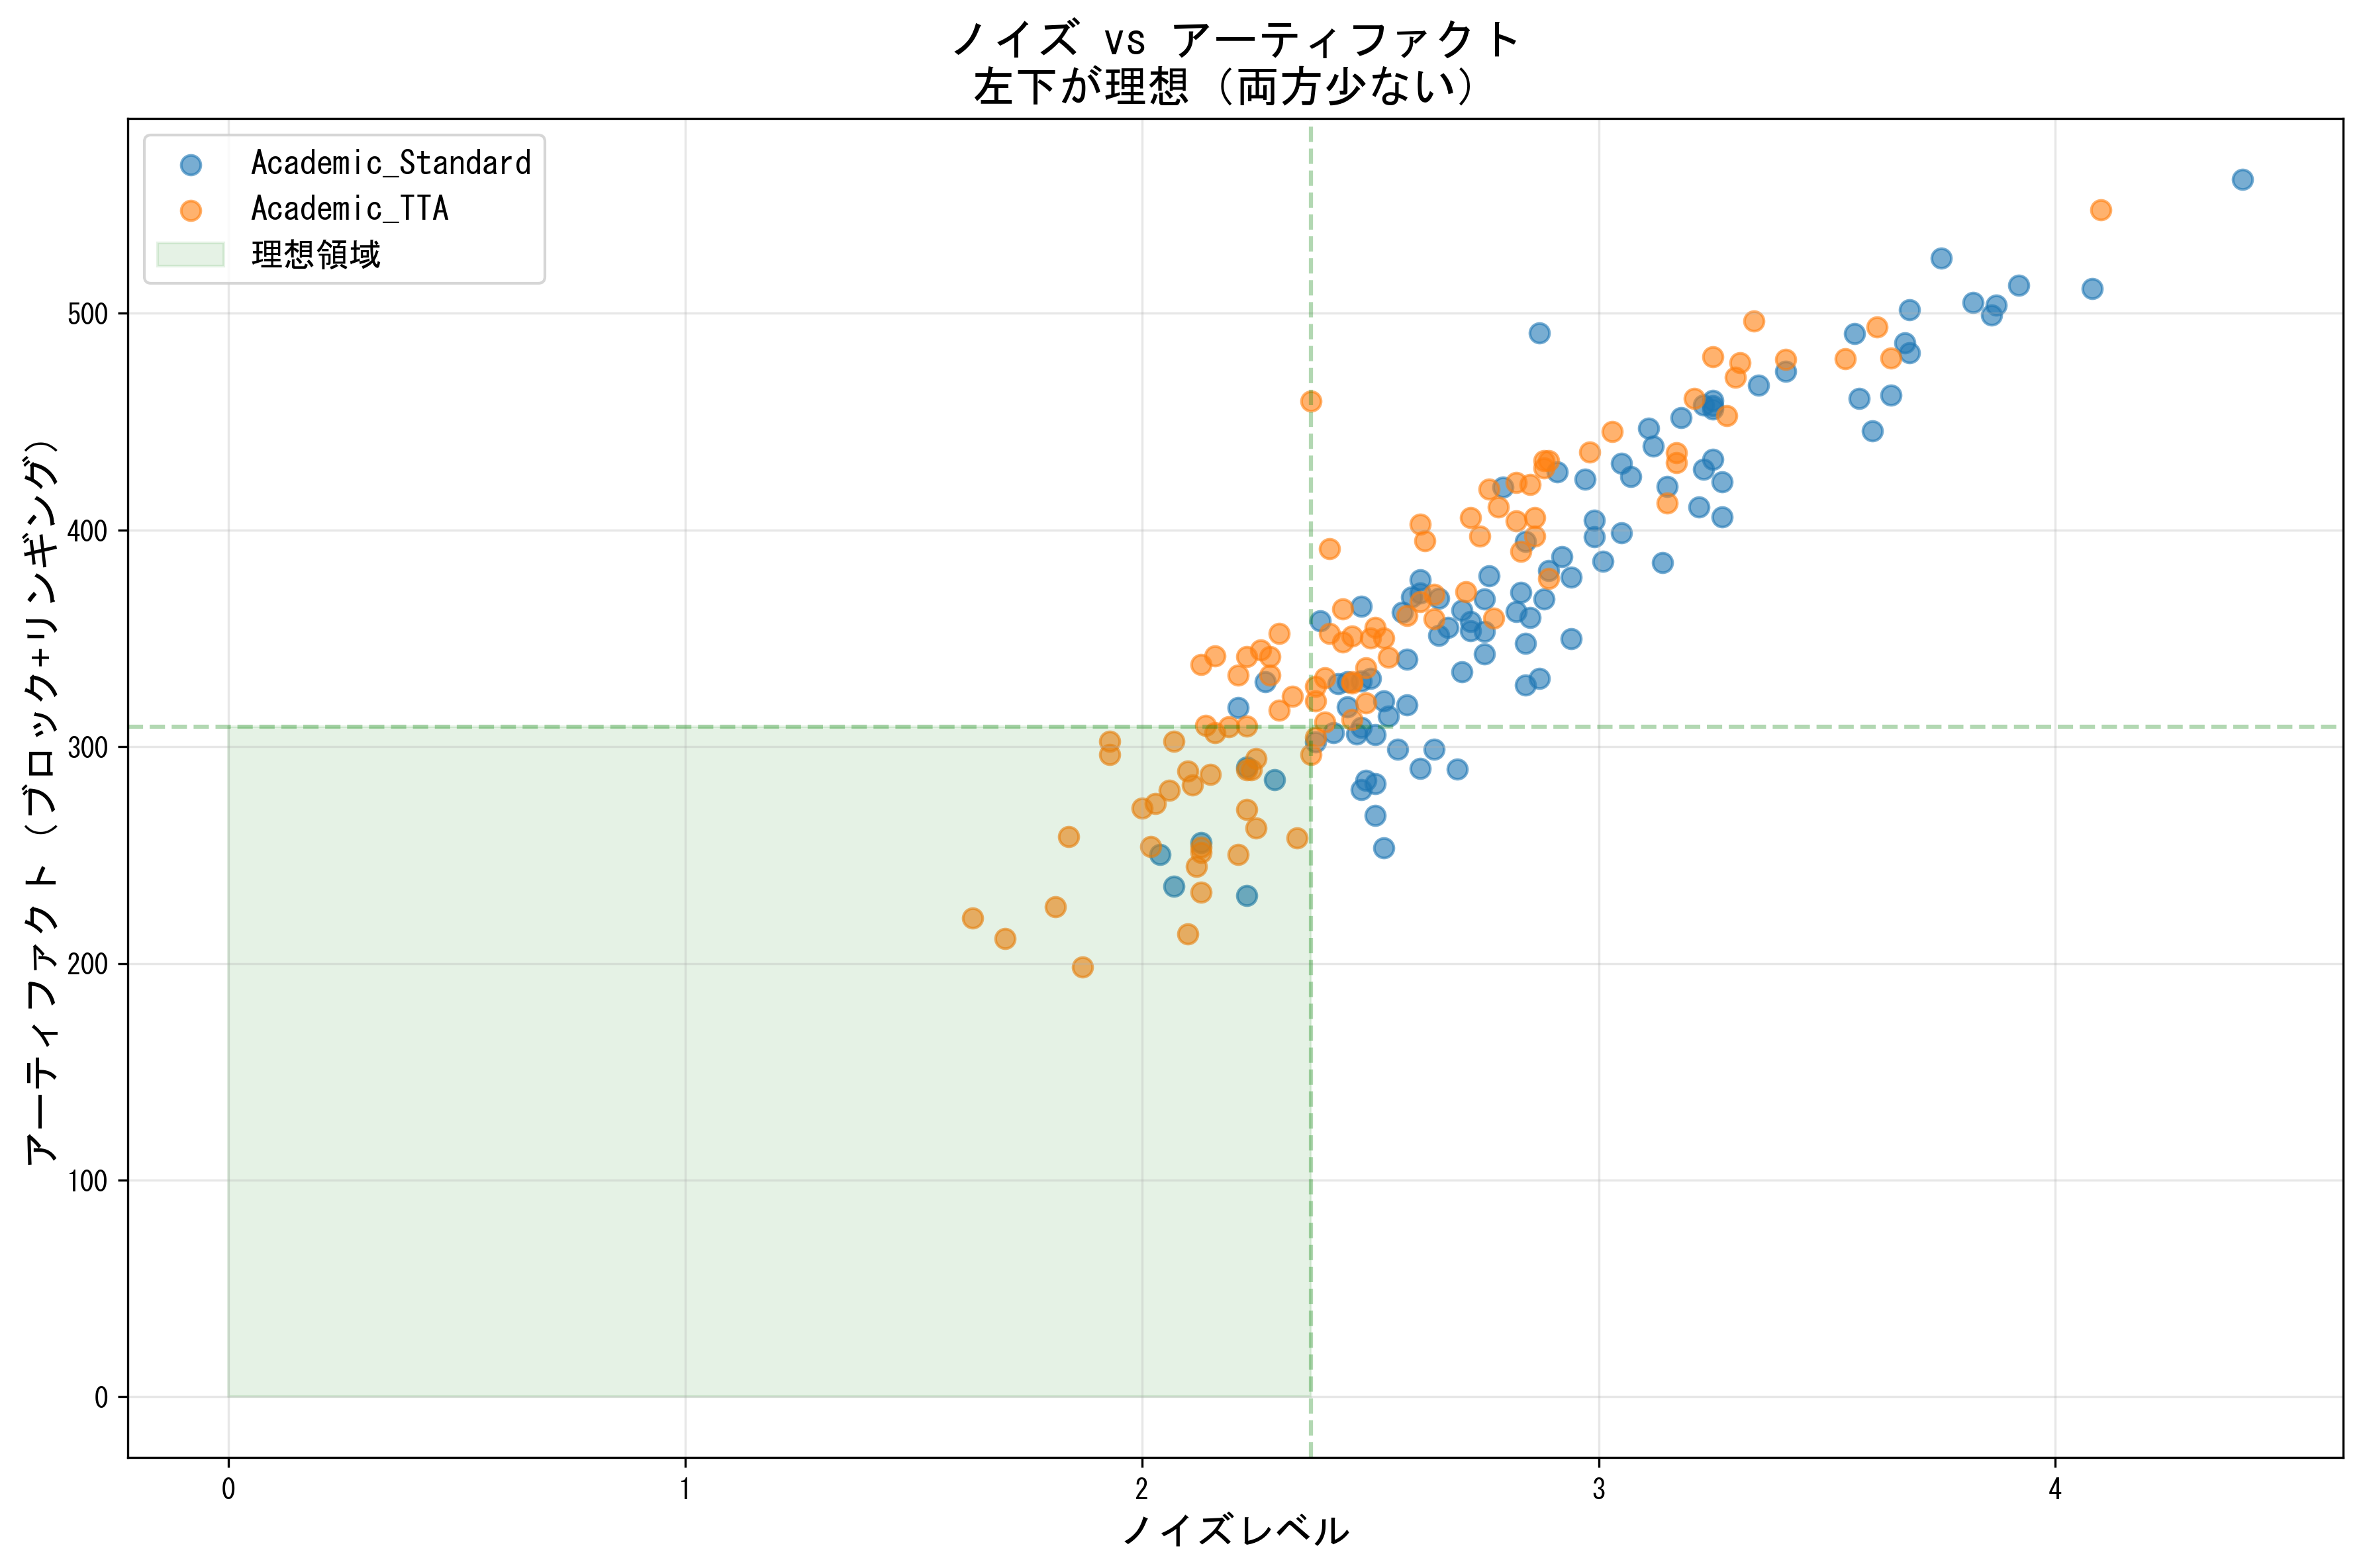 ノイズ vs アーティファクト
左下が理想（両方少ない）
Academic_Standard
Academic_TTA
理想領域
アーティファクト（ブロック+リンギング）
500
400
300
200
100
0
0
1
2
3
4
ノイズレベル